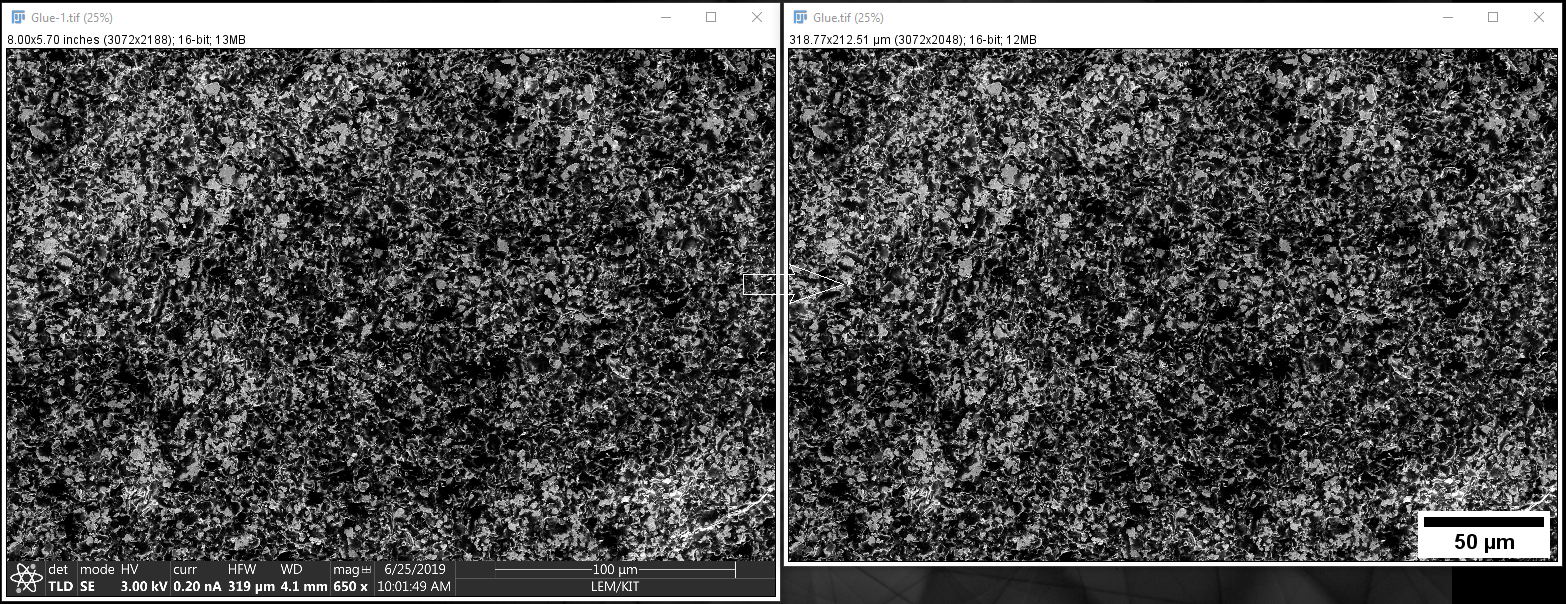 Glue-1.tif (25%)
8.00x5.70 inches (3072x2188); 16-bit; 13MB
det mode HV curr HFW WD mag 6/25/2019 100 µm
TLD SE 3.00 kV 0.20 nA 319 µm 4.1 mm 650 x 10:01:49 AM LEM/KIT
Glue.tif (25%)
318.77x212.51 µm (3072x2048); 16-bit; 12MB
50 µm